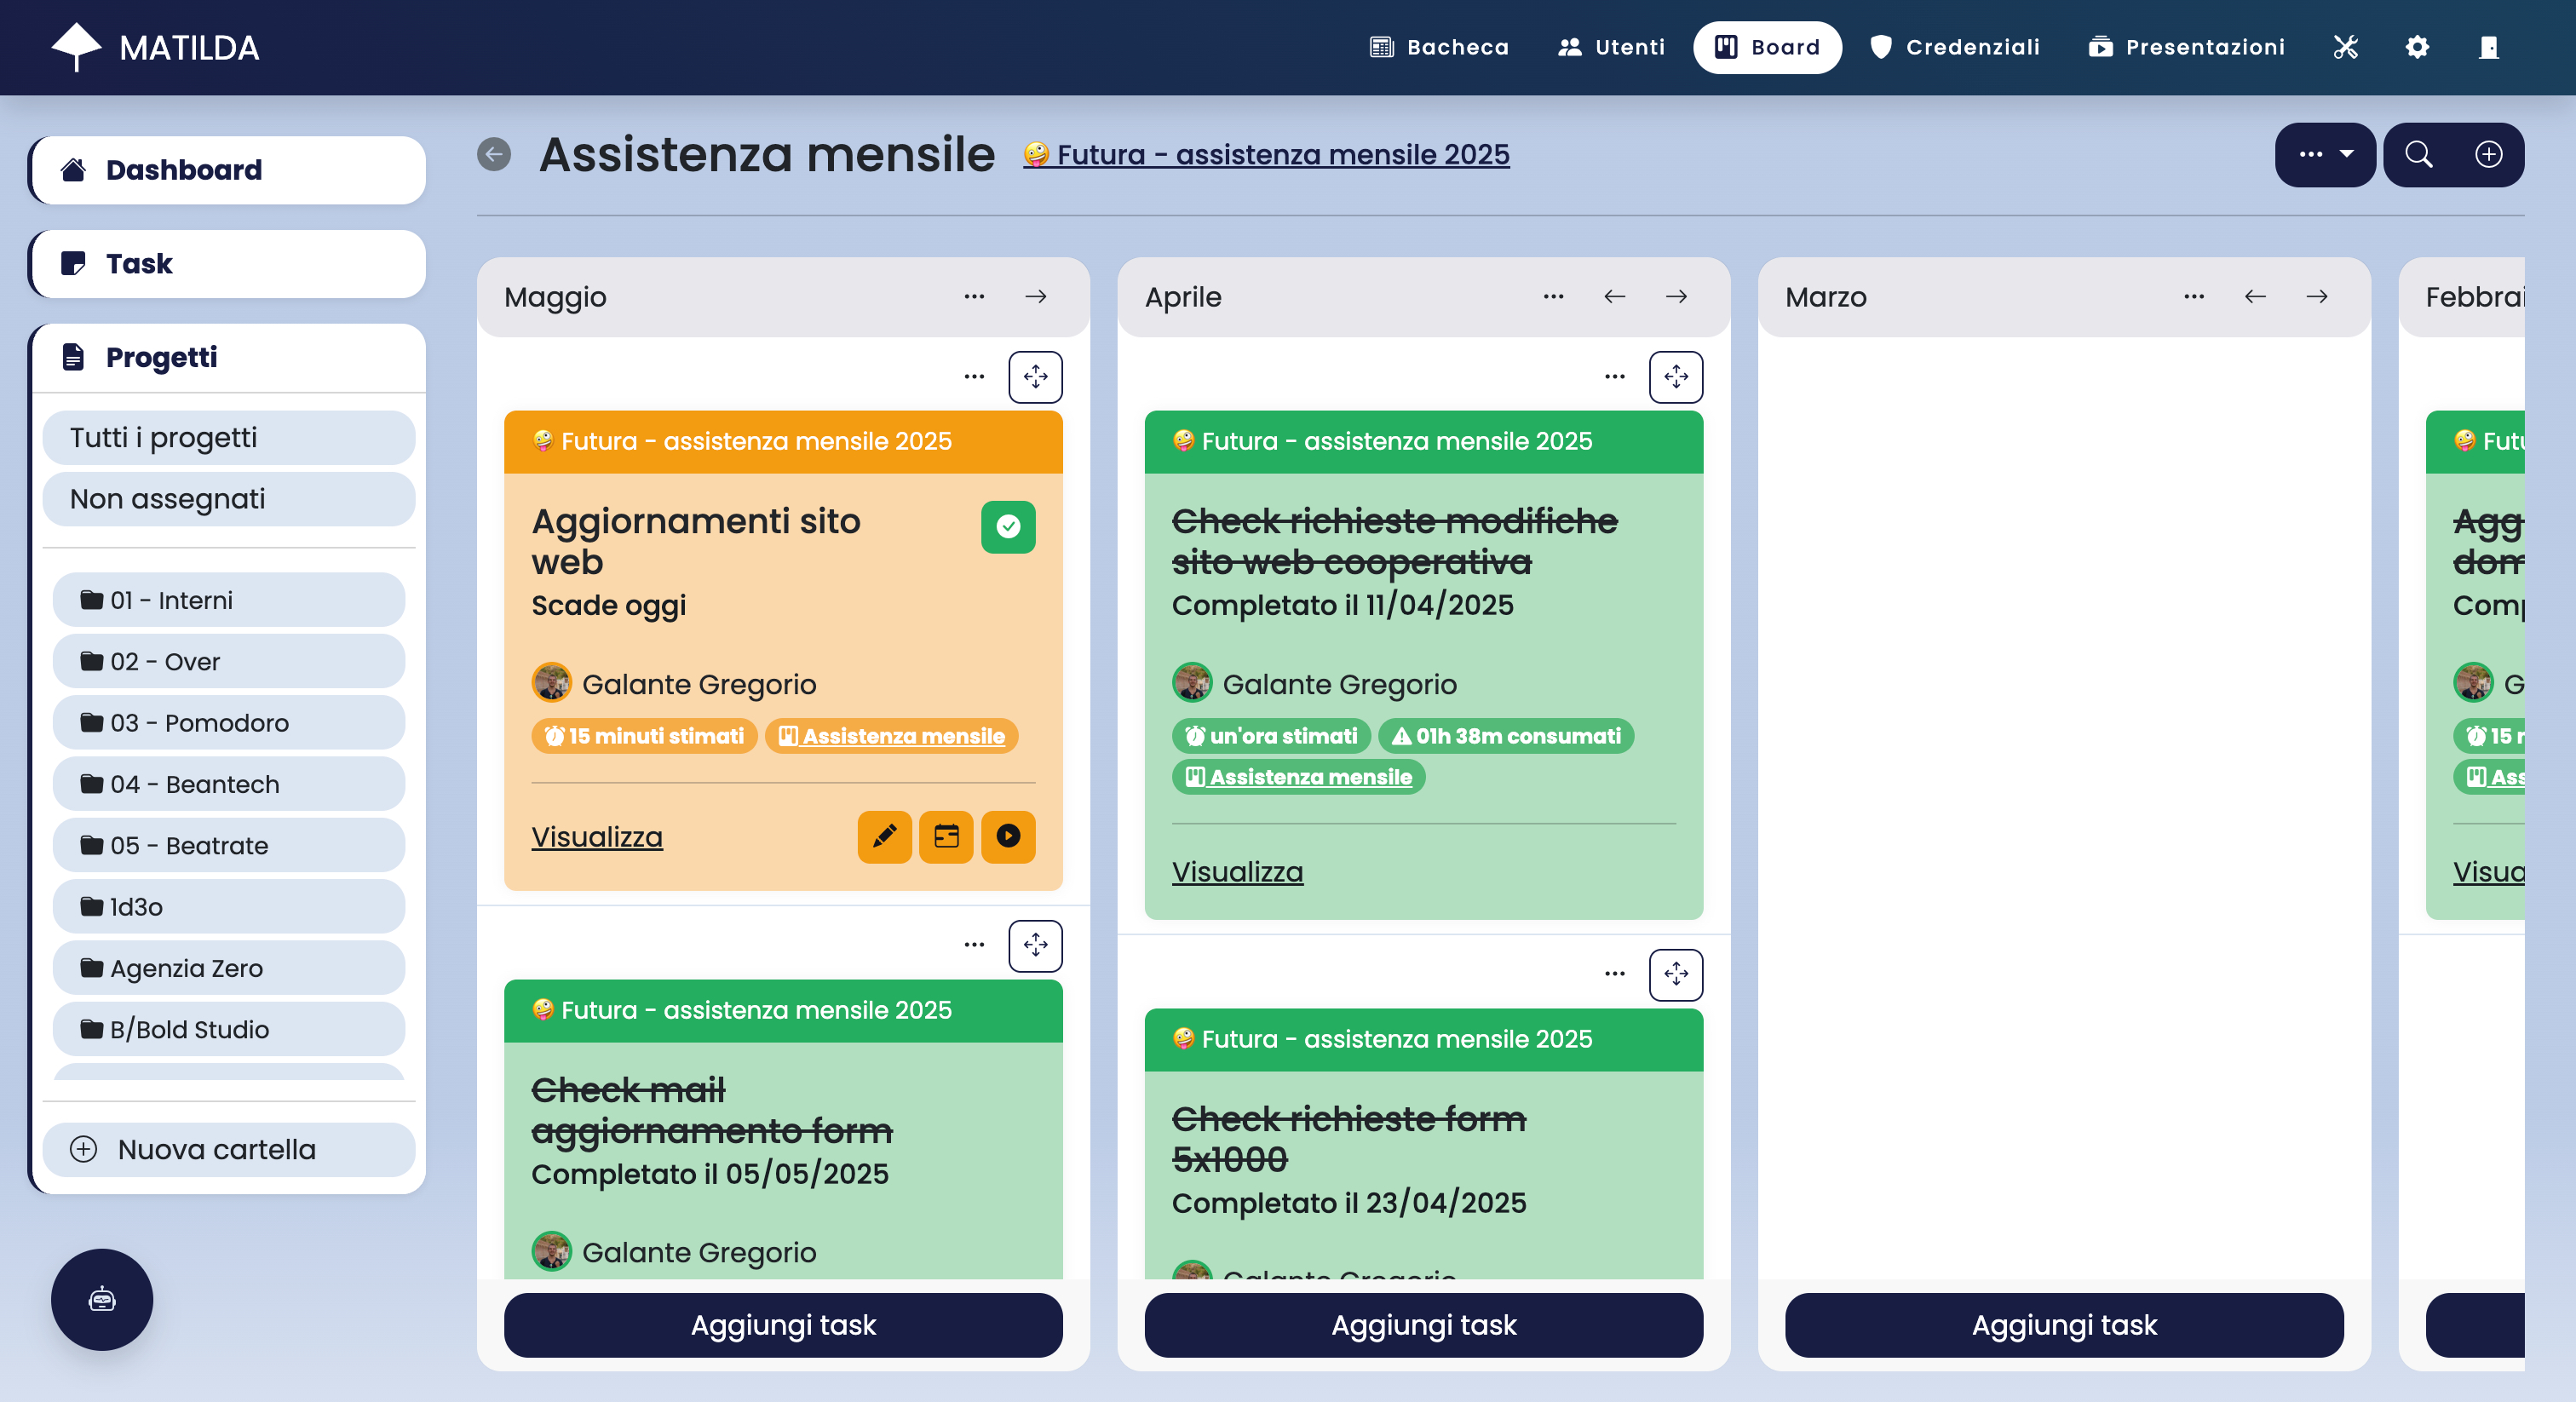 MATILDA
Bacheca
Utenti
Board
Credenziali
Presentazioni
Dashboard
Task
Progetti
Tutti i progetti
Non assegnati
01 - Interni
02 - Over
03 - Pomodoro
04 - Beantech
05 - Beatrate
1d3o
Agenzia Zero
B/Bold Studio
Nuova cartella
Assistenza mensile
🤪 Futura - assistenza mensile 2025
Maggio
🤪 Futura - assistenza mensile 2025
Aggiornamenti sito
web
Scade oggi
Galante Gregorio
15 minuti stimati
Assistenza mensile
Visualizza
🤪 Futura - assistenza mensile 2025
Check mail
aggiornamento form
Completato il 05/05/2025
Galante Gregorio
Aggiungi task
Aprile
🤪 Futura - assistenza mensile 2025
Check richieste modifiche
sito web cooperativa
Completato il 11/04/2025
Galante Gregorio
un'ora stimati
01h 38m consumati
Assistenza mensile
Visualizza
🤪 Futura - assistenza mensile 2025
Check richieste form
5x1000
Completato il 23/04/2025
Galante Gregorio
Aggiungi task
Marzo
Aggiungi task
Febbrai
🤪 Futu
Agg
dom
Comp
G
15
Ass
Visua